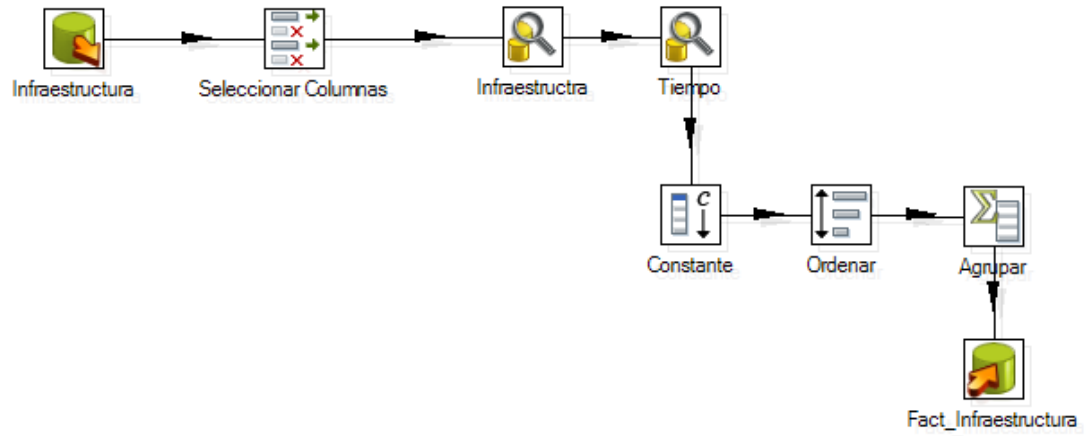 Infraestructura
Seleccionar Columnas
Infraestructra
Tiempo
C
Constante
Ordenar
Agrupar
Fact_Infraestructura